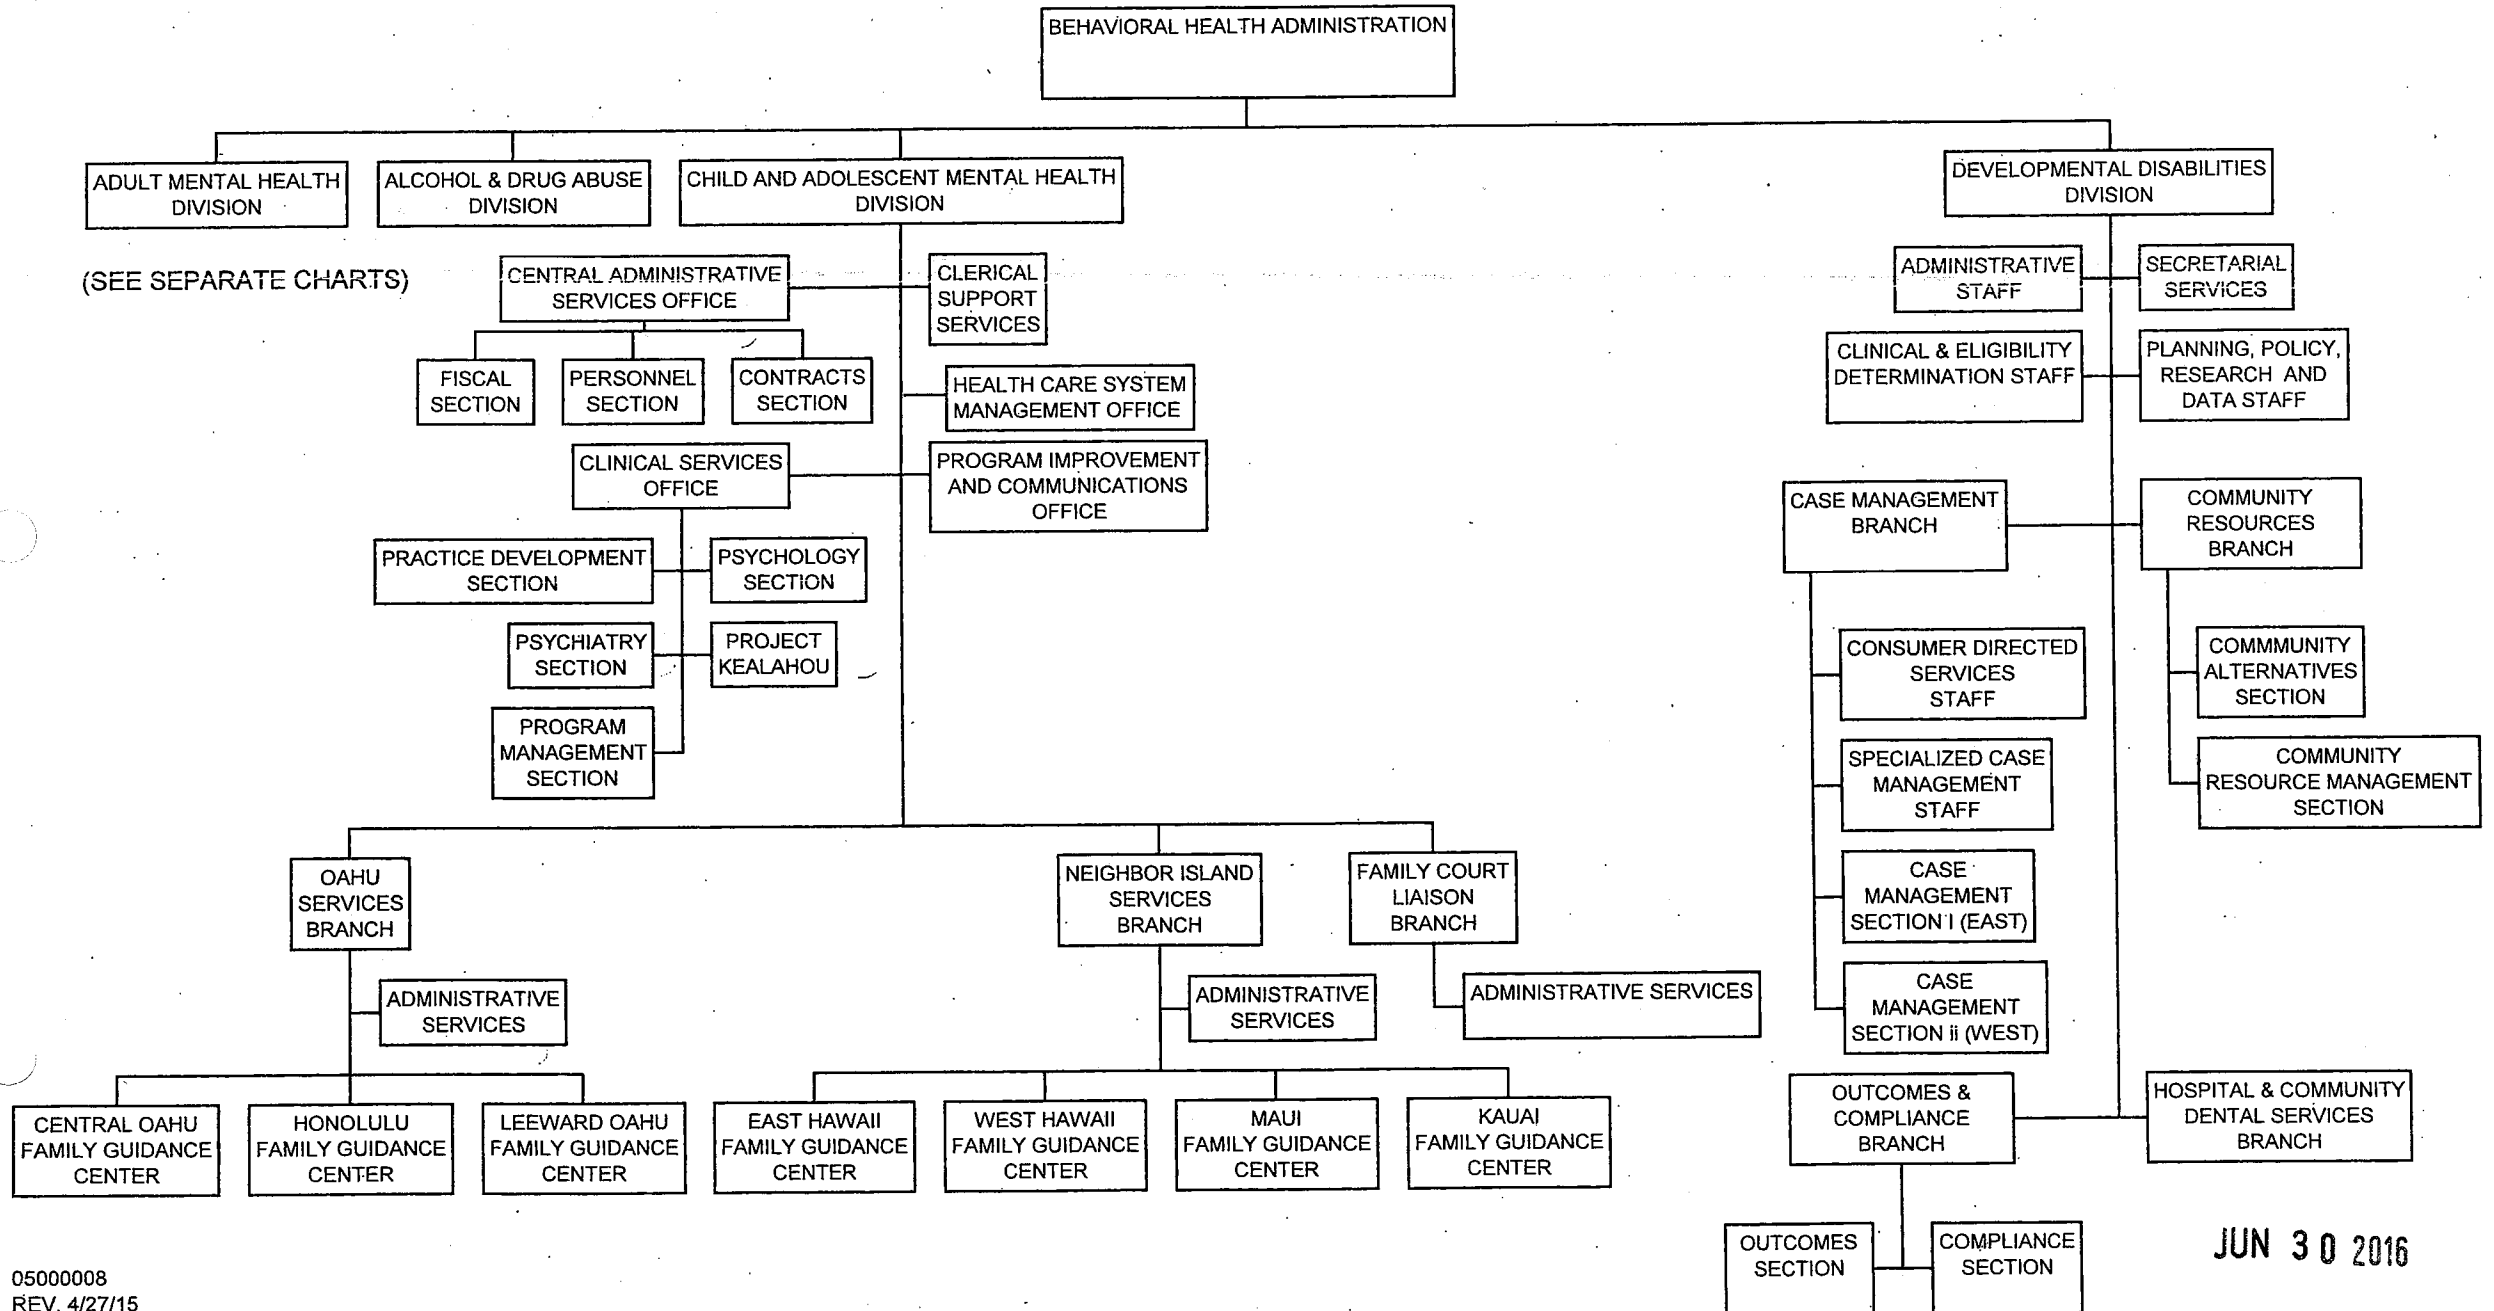 BEHAVIORAL HEALTH ADMINISTRATION
ADULT MENTAL HEALTH
DIVISION
ALCOHOL & DRUG ABUSE
DIVISION
CHILD AND ADOLESCENT MENTAL HEALTH
DIVISION
DEVELOPMENTAL DISABILITIES
DIVISION
(SEE SEPARATE CHARTS)
CENTRAL ADMINISTRATIVE
SERVICES OFFICE
CLERICAL
SUPPORT
SERVICES
FISCAL
SECTION
PERSONNEL
SECTION
CONTRACTS
SECTION
HEALTH CARE SYSTEM
MANAGEMENT OFFICE
CLINICAL SERVICES
OFFICE
PROGRAM IMPROVEMENT
AND COMMUNICATIONS
OFFICE
PRACTICE DEVELOPMENT
SECTION
PSYCHOLOGY
SECTION
PSYCHIATRY
SECTION
PROJECT
KEALAHOU
PROGRAM
MANAGEMENT
SECTION
OAHU
SERVICES
BRANCH
NEIGHBOR ISLAND
SERVICES
BRANCH
FAMILY COURT
LIAISON
BRANCH
ADMINISTRATIVE
SERVICES
ADMINISTRATIVE
SERVICES
ADMINISTRATIVE SERVICES
CENTRAL OAHU
FAMILY GUIDANCE
CENTER
HONOLULU
FAMILY GUIDANCE
CENTER
LEEWARD OAHU
FAMILY GUIDANCE
CENTER
EAST HAWAII
FAMILY GUIDANCE
CENTER
WEST HAWAII
FAMILY GUIDANCE
CENTER
MAUI
FAMILY GUIDANCE
CENTER
KAUAI
FAMILY GUIDANCE
CENTER
ADMINISTRATIVE
STAFF
SECRETARIAL
SERVICES
CLINICAL & ELIGIBILITY
DETERMINATION STAFF
PLANNING, POLICY,
RESEARCH AND
DATA STAFF
CASE MANAGEMENT
BRANCH
COMMUNITY
RESOURCES
BRANCH
CONSUMER DIRECTED
SERVICES
STAFF
SPECIALIZED CASE
MANAGEMENT
STAFF
CASE
MANAGEMENT
SECTION I (EAST)
CASE
MANAGEMENT
SECTION ii (WEST)
COMMMUNITY
ALTERNATIVES
SECTION
COMMUNITY
RESOURCE MANAGEMENT
SECTION
OUTCOMES &
COMPLIANCE
BRANCH
HOSPITAL & COMMUNITY
DENTAL SERVICES
BRANCH
OUTCOMES
SECTION
COMPLIANCE
SECTION
JUN 30 2016
05000008
REV. 4/27/15